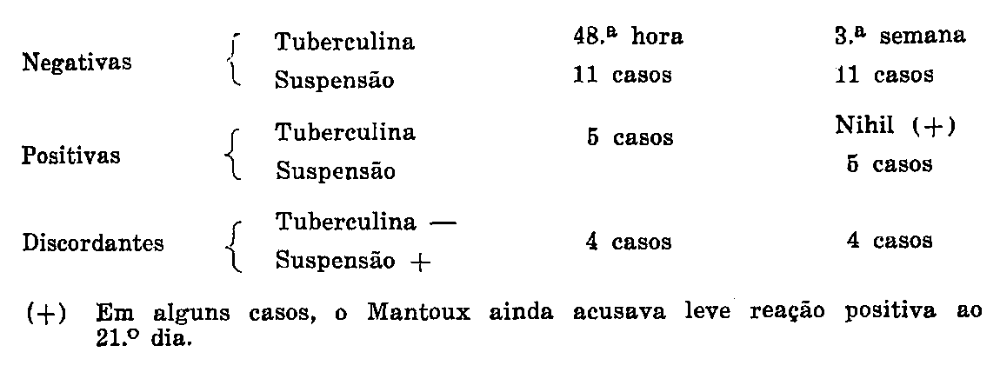 Tuberculina 48.ª hora 3.ª semana
Negativas
Suspensão 11 casos 11 casos
Tuberculina 5 casos Nihil (+)
Positivas
Suspensão 5 casos
Tuberculina —
Discordantes 4 casos 4 casos
Suspensão +
(+) Em alguns casos, o Mantoux ainda acusava leve reação positiva ao
21.º dia.